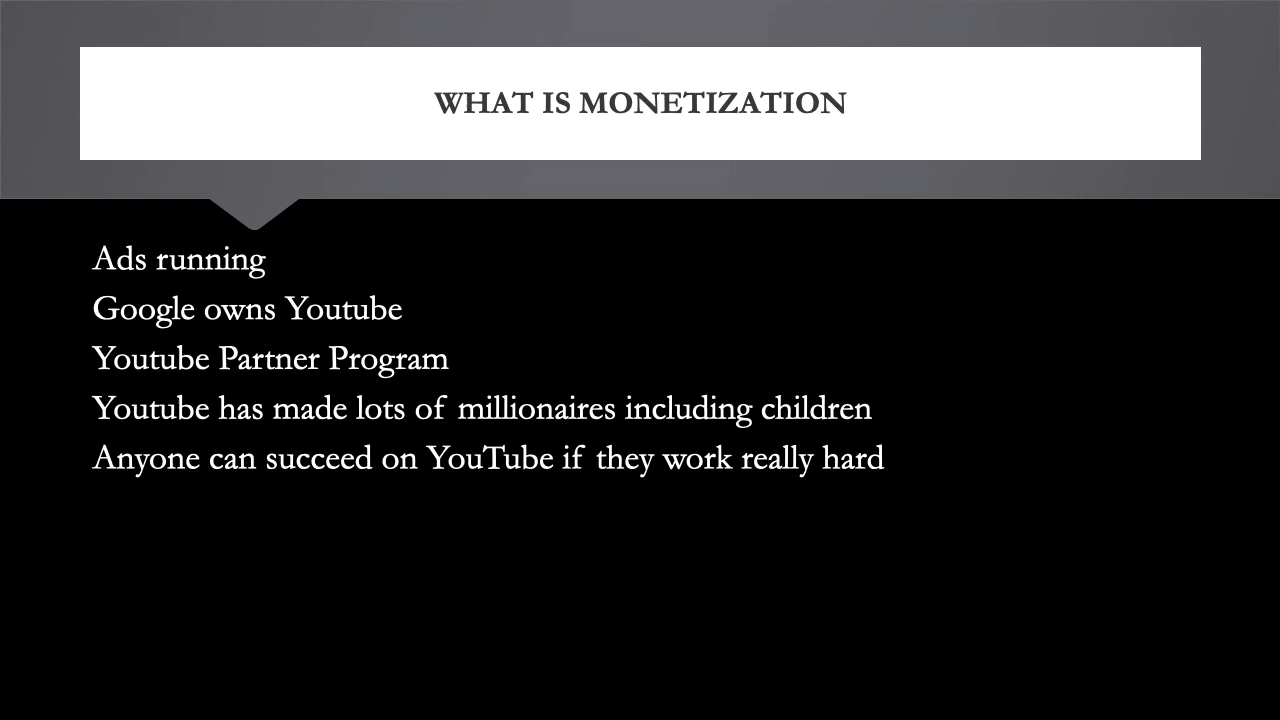 WHAT IS MONETIZATION
Ads running
Google owns Youtube
Youtube Partner Program
Youtube has made lots of millionaires including children
Anyone can succeed on YouTube if they work really hard